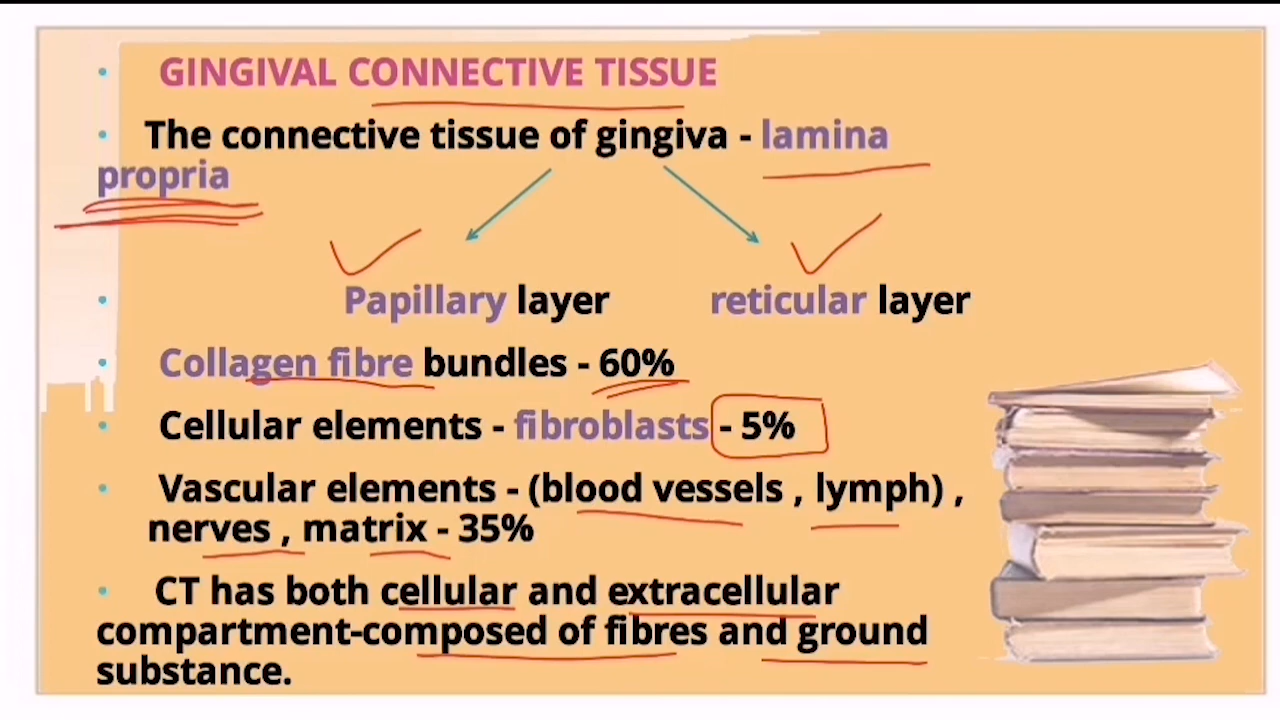 • GINGIVAL CONNECTIVE TISSUE
• The connective tissue of gingiva - lamina
propria
• Papillary layer reticular layer
• Collagen fibre bundles - 60%
• Cellular elements - fibroblasts - 5%
• Vascular elements - (blood vessels , lymph) ,
nerves , matrix - 35%
• CT has both cellular and extracellular
compartment-composed of fibres and ground
substance.